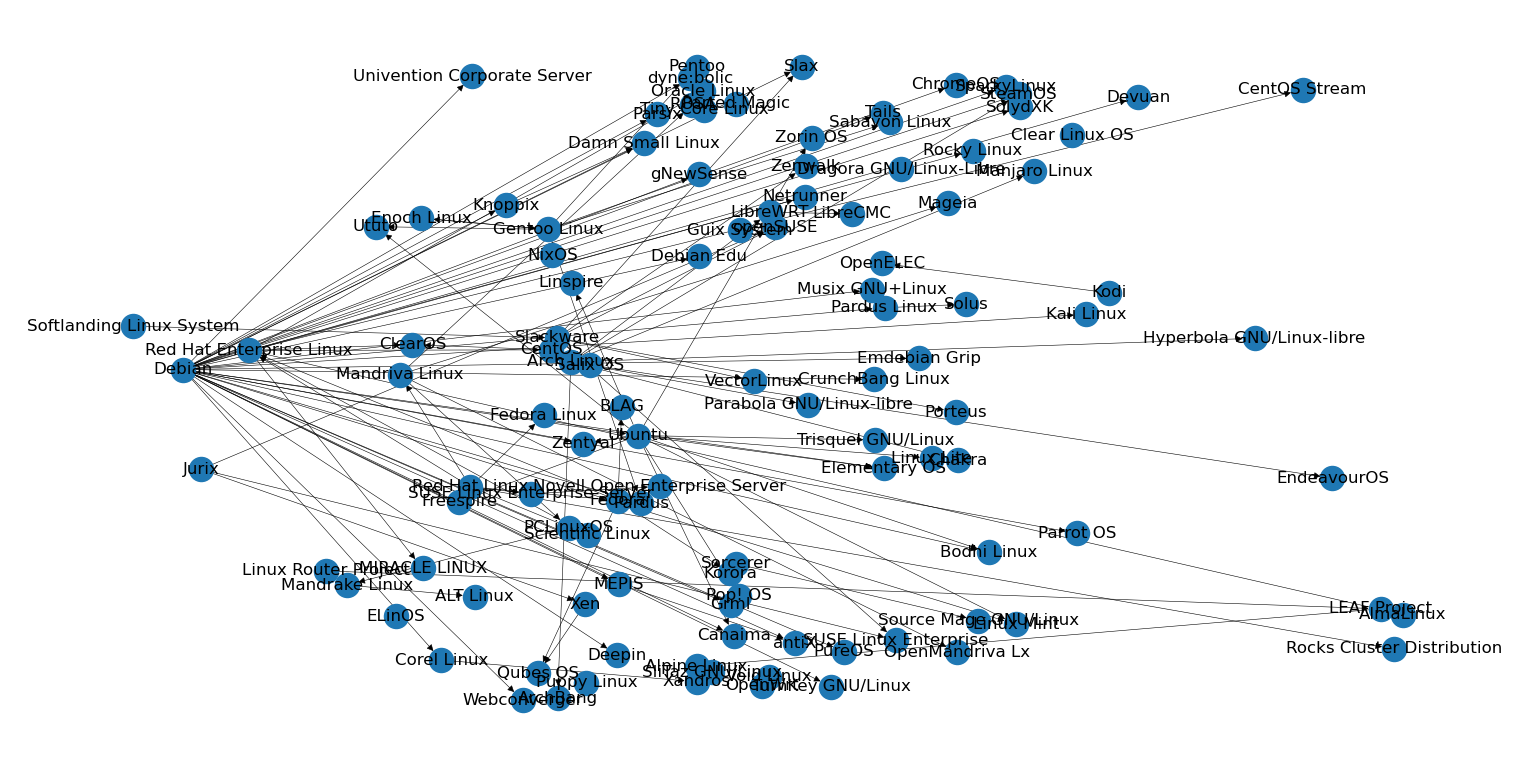 Pentoo
Slax
Univention Corporate Server
dyne:bolic
ChromeOS
SparkyLinux
CentOS Stream
Oracle Linux
SteamOS
Devuan
Parted Magic
SolydXK
Tiny Core Linux
Parsix
Tails
Sabayon Linux
Zorin OS
Clear Linux OS
Damn Small Linux
Rocky Linux
Zenwalk
Dragora GNU/Linux-Libre
Manjaro Linux
gNewSense
Netrunner
Mageia
Knoppix
LibreWRT
LibreCMC
Enoch Linux
Ututo
Gentoo Linux
Guix System
openSUSE
NixOS
Debian Edu
OpenELEC
Linspire
Musix GNU+Linux
Kodi
Pardus Linux
Solus
Kali Linux
Softlanding Linux System
Slackware
Hyperbola GNU/Linux-libre
ClearOS
Red Hat Enterprise Linux
CentOS
Emdebian Grip
Arch Linux
Salix OS
Debian
Mandriva Linux
VectorLinux
CrunchBang Linux
BLAG
Parabola GNU/Linux-libre
Porteus
Fedora Linux
Ubuntu
Zentyal
Trisquel GNU/Linux
Linux Lite
Chakra
Elementary OS
Jurix
EndeavourOS
Red Hat Linux
Novell Open Enterprise Server
SUSE Linux Enterprise Server
Freespire
Fedora
Pardus
PCLinuxOS
Scientific Linux
Parrot OS
Bodhi Linux
Sorcerer
Linux Router Project
MIRACLE LINUX
Korora
Mandrake Linux
MEPIS
ALT Linux
Pop! OS
Xen
Grml
LEAF Project
AlmaLinux
ELinOS
Source Mage GNU/Linux
Linux Mint
Canaima
antiX
SUSE Linux Enterprise
Rocks Cluster Distribution
PureOS
OpenMandriva Lx
Deepin
Corel Linux
Alpine Linux
Qubes OS
SliTaz GNU/Linux
Void Linux
Puppy Linux
Xandros
OpenWrt
Turnkey GNU/Linux
Webconverger
ArchBang